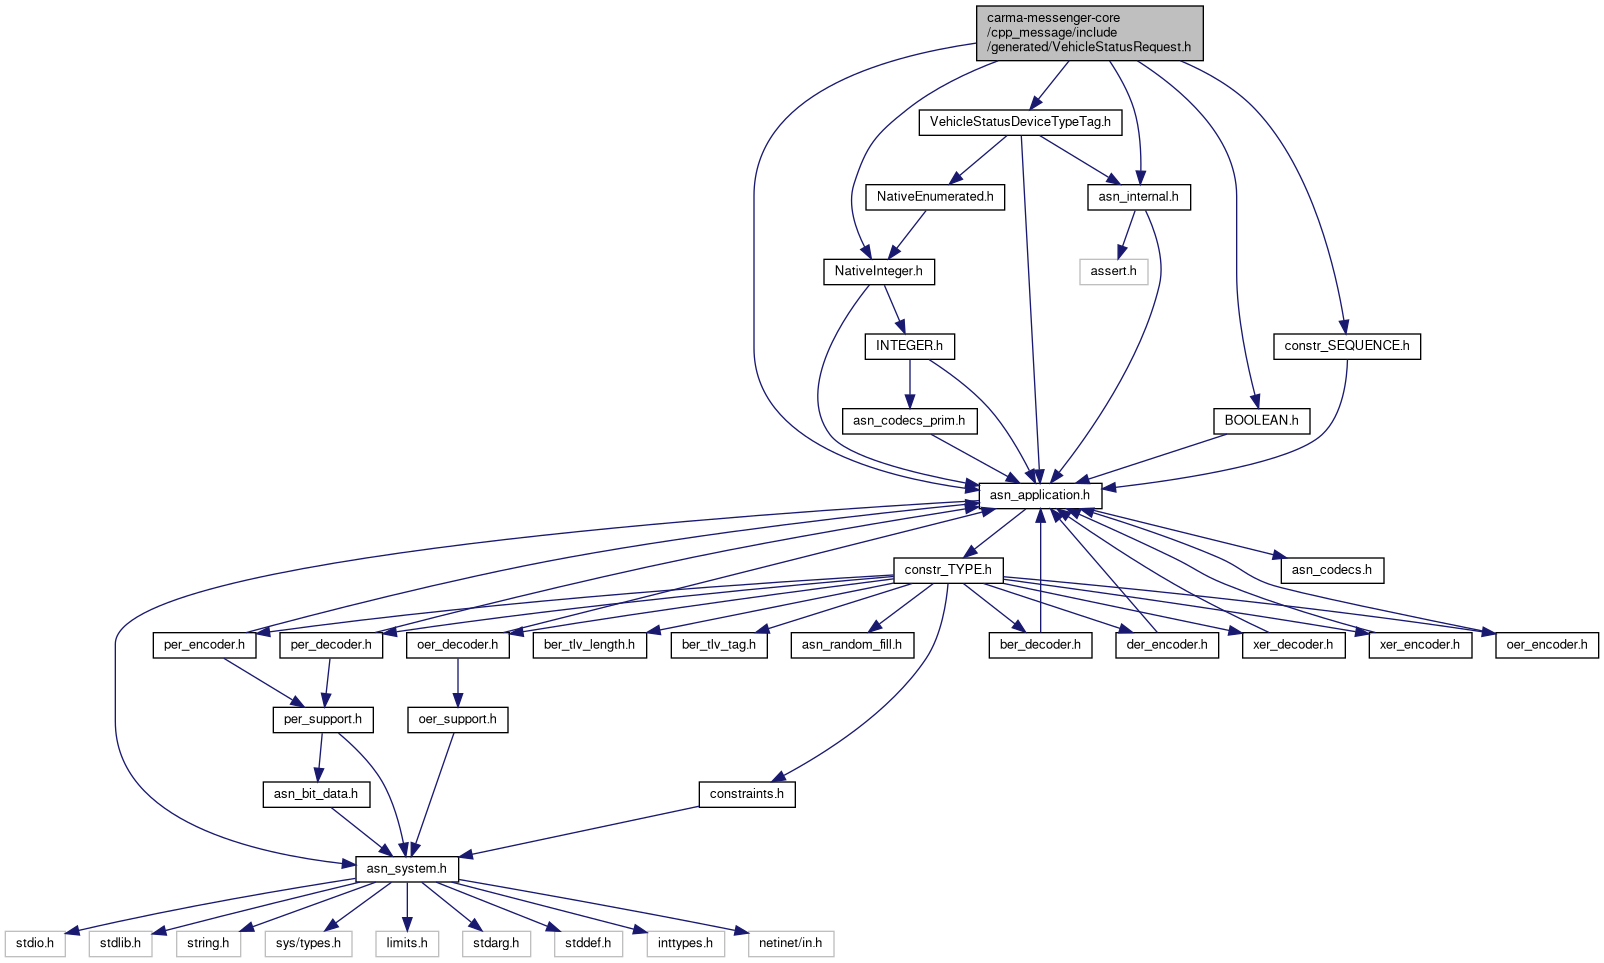 carma-messenger-core
/cpp_message/include
/generated/VehicleStatusRequest.h
VehicleStatusDeviceTypeTag.h
NativeEnumerated.h
asn_internal.h
NativeInteger.h
assert.h
INTEGER.h
constr_SEQUENCE.h
asn_codecs_prim.h
BOOLEAN.h
asn_application.h
constr_TYPE.h
asn_codecs.h
per_encoder.h
per_decoder.h
oer_decoder.h
ber_tlv_length.h
ber_tlv_tag.h
asn_random_fill.h
ber_decoder.h
der_encoder.h
xer_decoder.h
xer_encoder.h
oer_encoder.h
per_support.h
oer_support.h
asn_bit_data.h
constraints.h
asn_system.h
stdio.h
stdlib.h
string.h
sys/types.h
limits.h
stdarg.h
stddef.h
inttypes.h
netinet/in.h